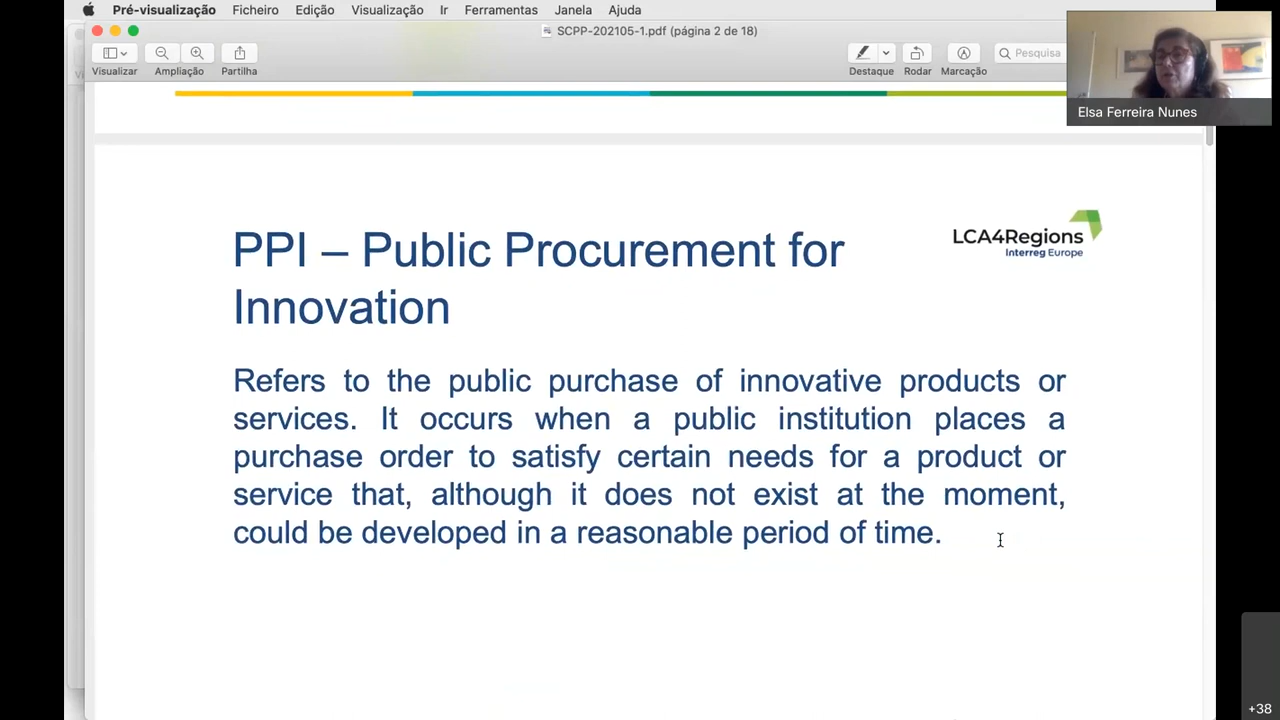 Pré-visualização Ficheiro Edição Visualização Ir Ferramentas Janela Ajuda
SCPP-202105-1.pdf (página 2 de 18)
Visualizar Ampliação Partilha Destaque Rodar Marcação Pesquisa
Elsa Ferreira Nunes
LCA4Regions
Interreg Europe
PPI – Public Procurement for
Innovation
Refers to the public purchase of innovative products or
services. It occurs when a public institution places a
purchase order to satisfy certain needs for a product or
service that, although it does not exist at the moment,
could be developed in a reasonable period of time.
+38